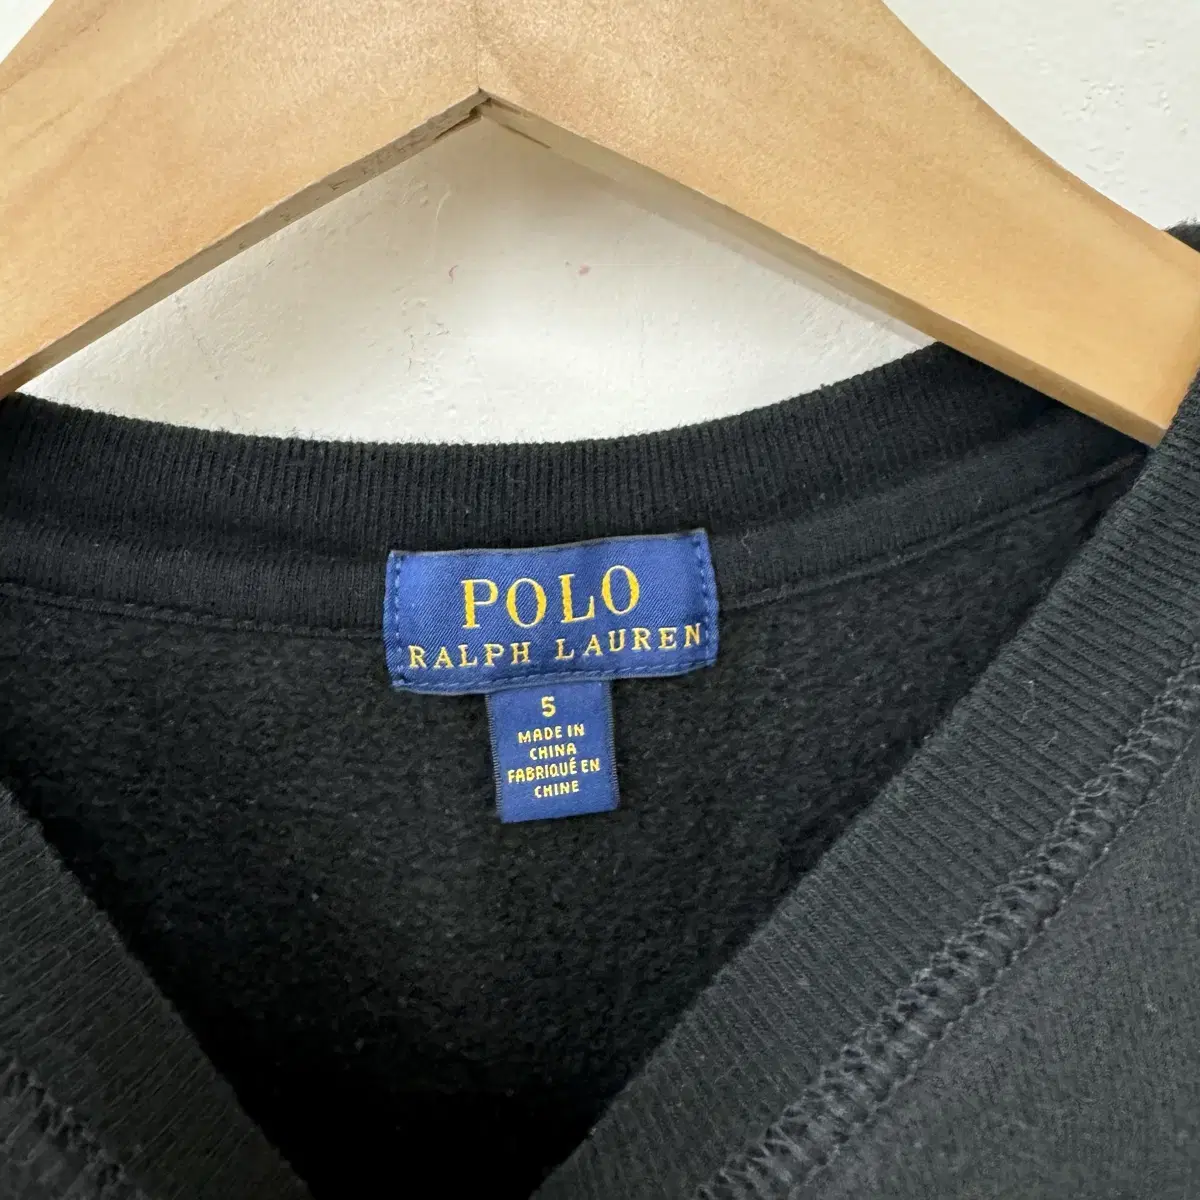 POLO
RALPH LAUREN
5
MADE IN
CHINA
FABRIQUÉ EN
CHINE